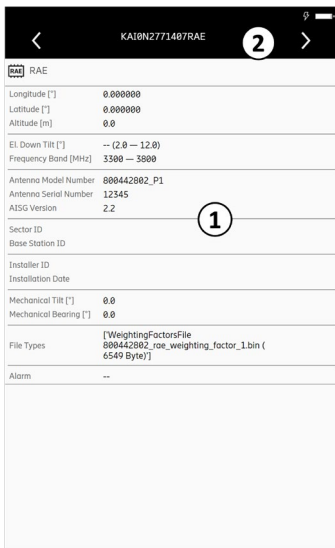 KAI0N2771407RAE
2
RAE RAE
Longitude [°] 0.000000
Latitude [°] 0.000000
Altitude [m] 0.0
El. Down Tilt [°] -- (2.0 — 12.0)
Frequency Band [MHz] 3300 — 3800
Antenna Model Number 800442802_P1
Antenna Serial Number 12345
AISG Version 2.2
1
Sector ID
Base Station ID
Installer ID
Installation Date
Mechanical Tilt [°] 0.0
Mechanical Bearing [°] 0.0
File Types ['WeightingFactorsFile
800442802_rae_weighting_factor_1.bin (
6549 Byte)']
Alarm --